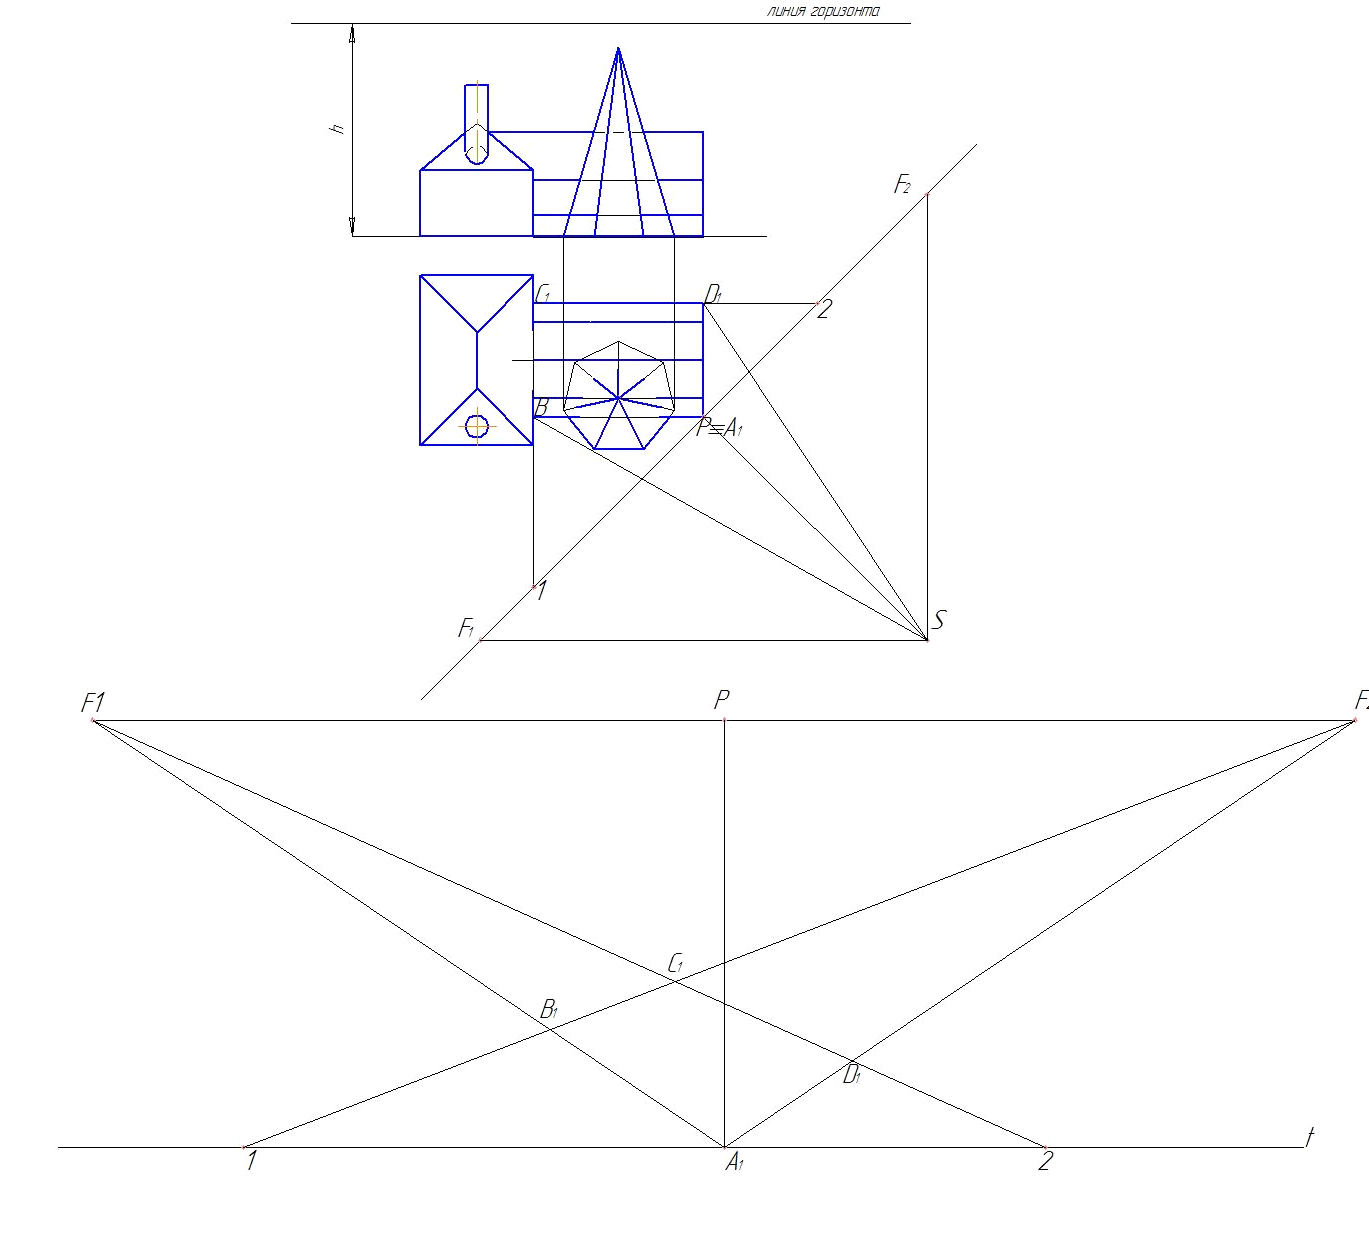 линия горизонта
h
F₂
C₁ D₁
2
B
P≡A₁
1
F₁
S
F1 P F2
C₁
B₁
D₁
t
1 A₁ 2